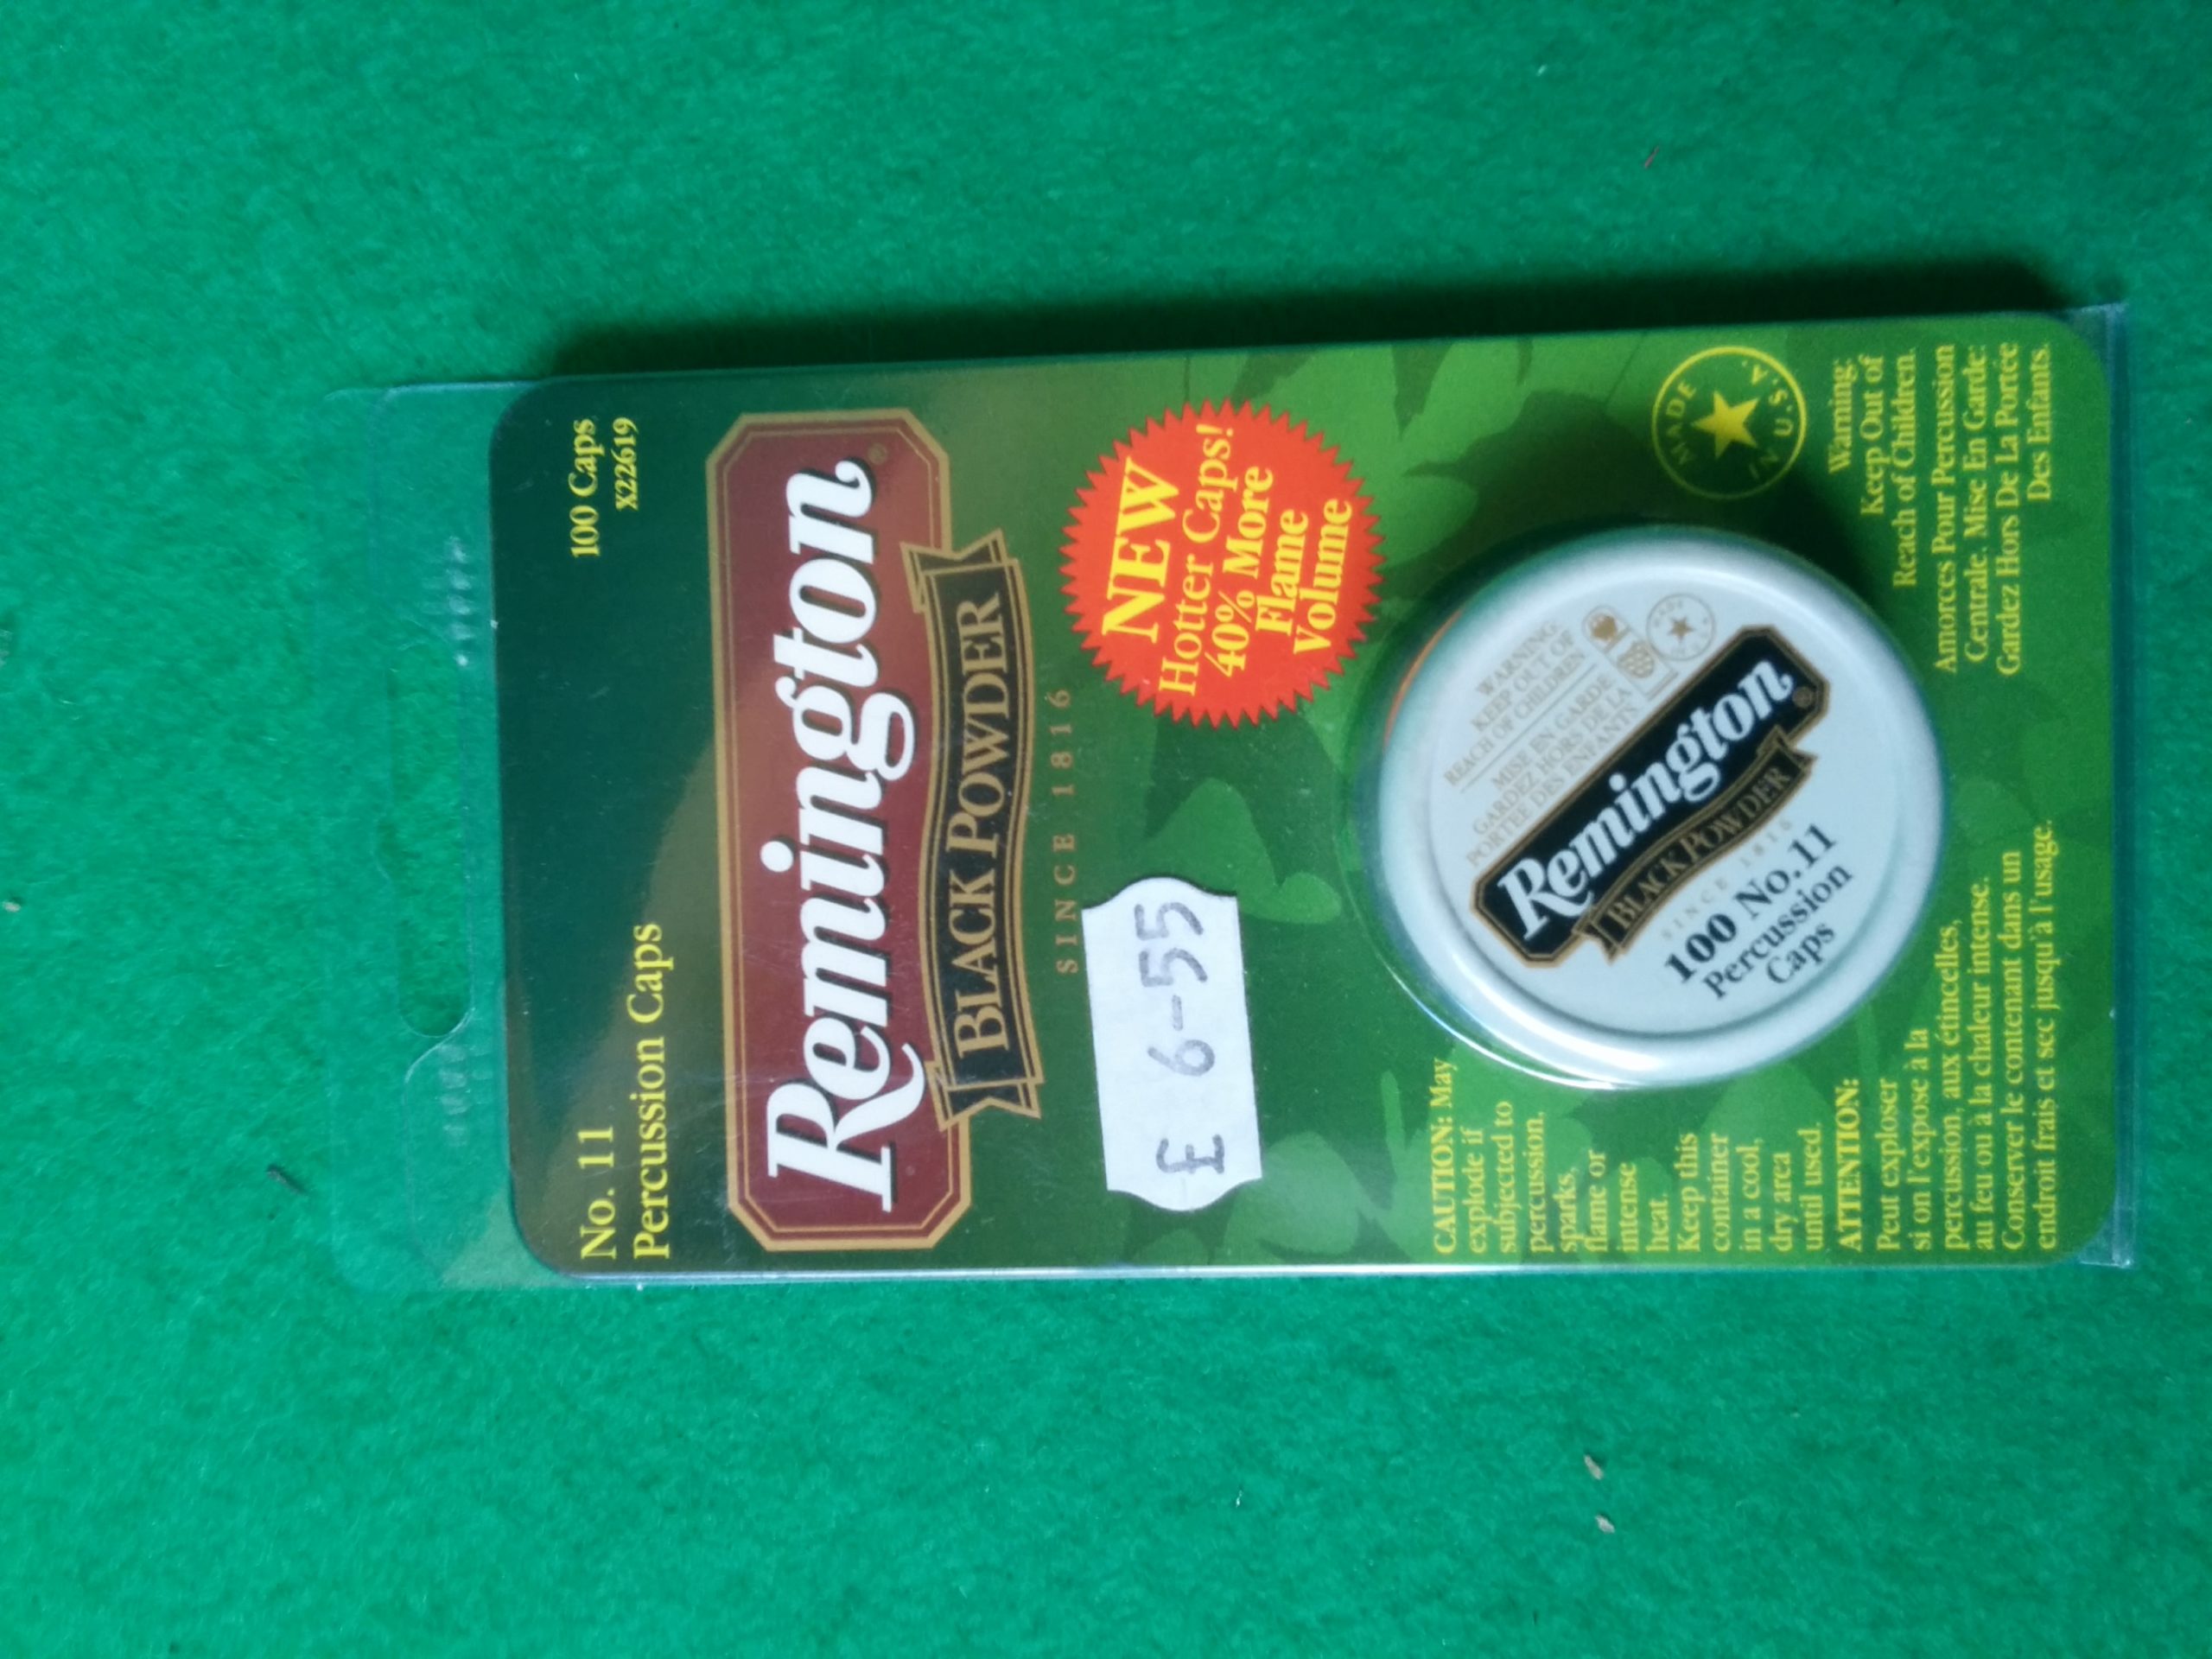 No. 11
Percussion Caps
100 Caps
X22619
Remington®
BLACK POWDER
SINCE 1816
£6-55
NEW
Hotter Caps!
40% More
Flame
Volume
MADE IN U.S.A.
WARNING:
KEEP OUT OF
REACH OF CHILDREN
MISE EN GARDE
GARDEZ HORS DE LA
PORTÉE DES ENFANTS
Remington®
BLACK POWDER
SINCE 1816
100 No.11
Percussion
Caps
CAUTION: May
explode if
subjected to
percussion,
sparks,
flame or
intense
heat.
Keep this
container
in a cool,
dry area
until used.
ATTENTION:
Peut exploser
si on l'expose à la
percussion, aux étincelles,
au feu ou à la chaleur intense.
Conserver le contenant dans un
endroit frais et sec jusqu'à l'usage.
Warning:
Keep Out of
Reach of Children.
Amorces Pour Percussion
Centrale. Mise En Garde:
Gardez Hors De La Portée
Des Enfants.